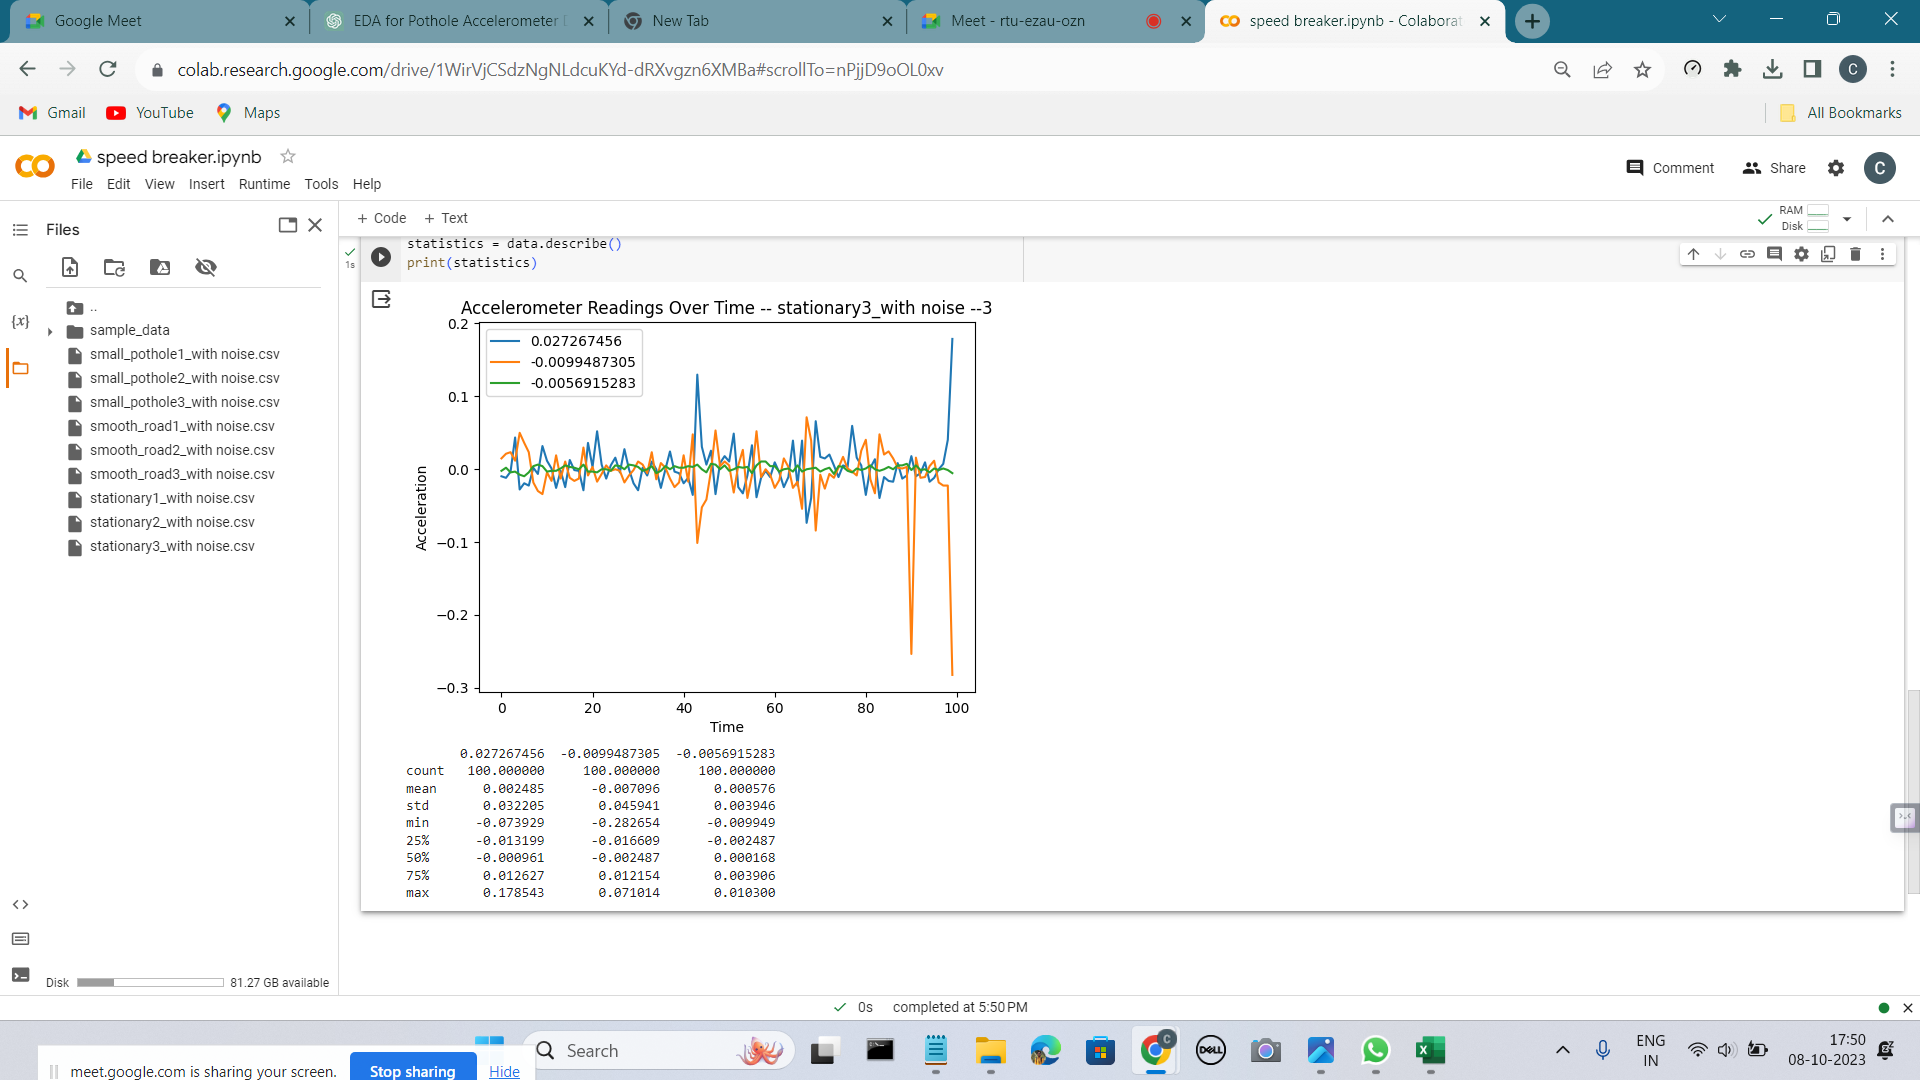 Google Meet
EDA for Pothole Accelerometer
New Tab
Meet - rtu-ezau-ozn
speed breaker.ipynb - Colaborat
colab.research.google.com/drive/1WirVjCSdzNgNLdcuKYd-dRXvgzn6XMBa#scrollTo=nPjjD9oOL0xv
C
Gmail YouTube Maps
All Bookmarks
speed breaker.ipynb
File Edit View Insert Runtime Tools Help
Comment Share C
Files
+ Code + Text
RAM
Disk
..
sample_data
small_pothole1_with noise.csv
small_pothole2_with noise.csv
small_pothole3_with noise.csv
smooth_road1_with noise.csv
smooth_road2_with noise.csv
smooth_road3_with noise.csv
stationary1_with noise.csv
stationary2_with noise.csv
stationary3_with noise.csv
{x}
Disk 81.27 GB available
1s
statistics = data.describe()
print(statistics)
Accelerometer Readings Over Time -- stationary3_with noise --3
0.027267456
-0.0099487305
-0.0056915283
0.2
0.1
0.0
−0.1
−0.2
−0.3
Acceleration
0 20 40 60 80 100
Time
0.027267456 -0.0099487305 -0.0056915283
count 100.000000 100.000000 100.000000
mean 0.002485 -0.007096 0.000576
std 0.032205 0.045941 0.003946
min -0.073929 -0.282654 -0.009949
25% -0.013199 -0.016609 -0.002487
50% -0.000961 -0.002487 0.000168
75% 0.012627 0.012154 0.003906
max 0.178543 0.071014 0.010300
0s completed at 5:50 PM
meet.google.com is sharing your screen. Stop sharing Hide
Search
C
DELL
ENG
IN
17:50
08-10-2023